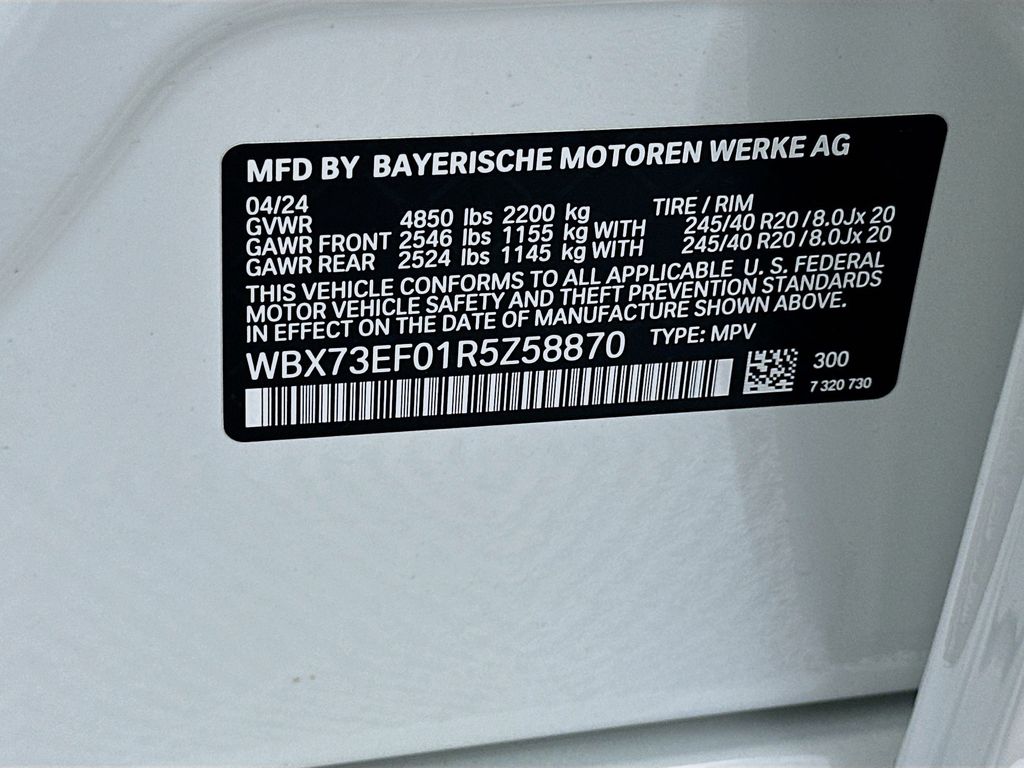 MFD BY BAYERISCHE MOTOREN WERKE AG
04/24 TIRE / RIM
GVWR 4850 lbs 2200 kg
GAWR FRONT 2546 lbs 1155 kg WITH 245/40 R20 / 8.0Jx 20
GAWR REAR 2524 lbs 1145 kg WITH 245/40 R20 / 8.0Jx 20
THIS VEHICLE CONFORMS TO ALL APPLICABLE U. S. FEDERAL
MOTOR VEHICLE SAFETY AND THEFT PREVENTION STANDARDS
IN EFFECT ON THE DATE OF MANUFACTURE SHOWN ABOVE.
WBX73EF01R5Z58870 TYPE: MPV
300
7 320 730